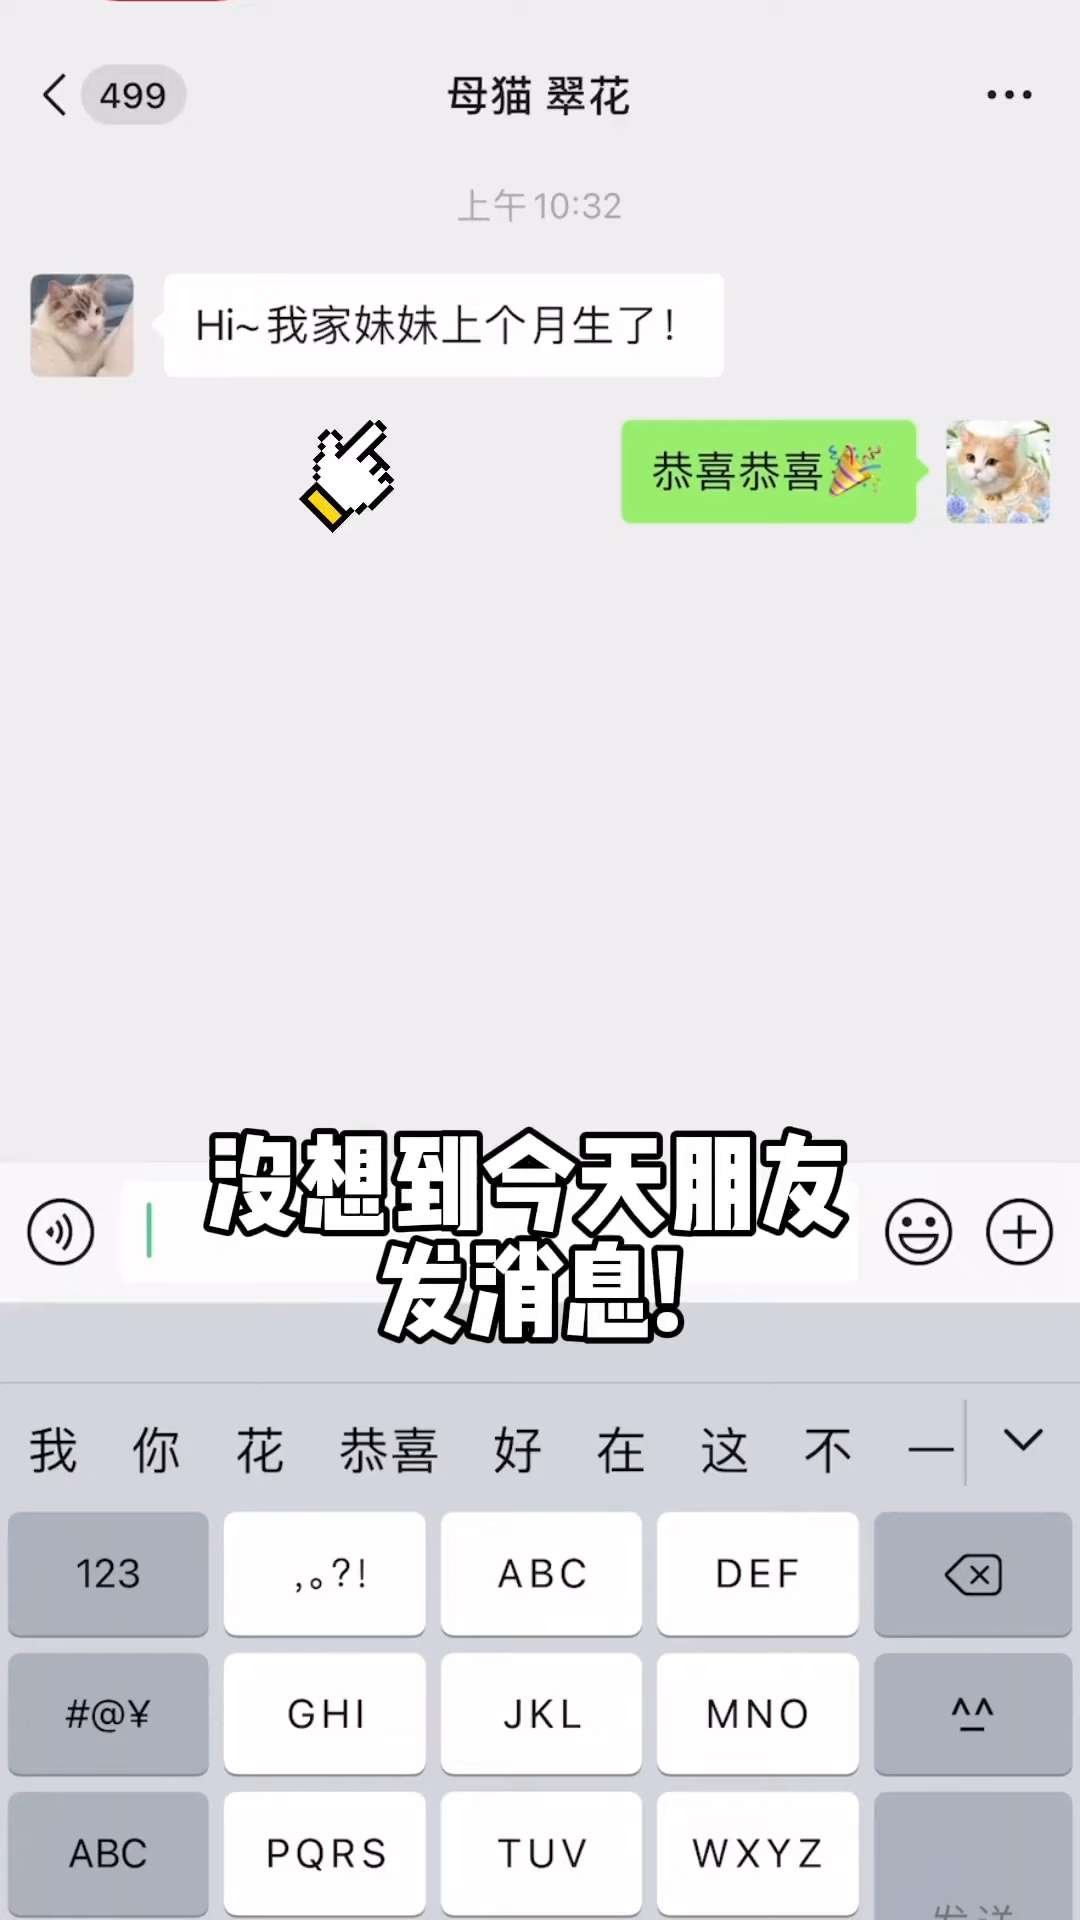 499
母猫 翠花
上午10:32
Hi~我家妹妹上个月生了！
恭喜恭喜🎉
没想到今天朋友
发消息!
我 你 花 恭喜 好 在 这 不 一
123 ,。?! ABC DEF
#@¥ GHI JKL MNO ^^
ABC PQRS TUV WXYZ
发送